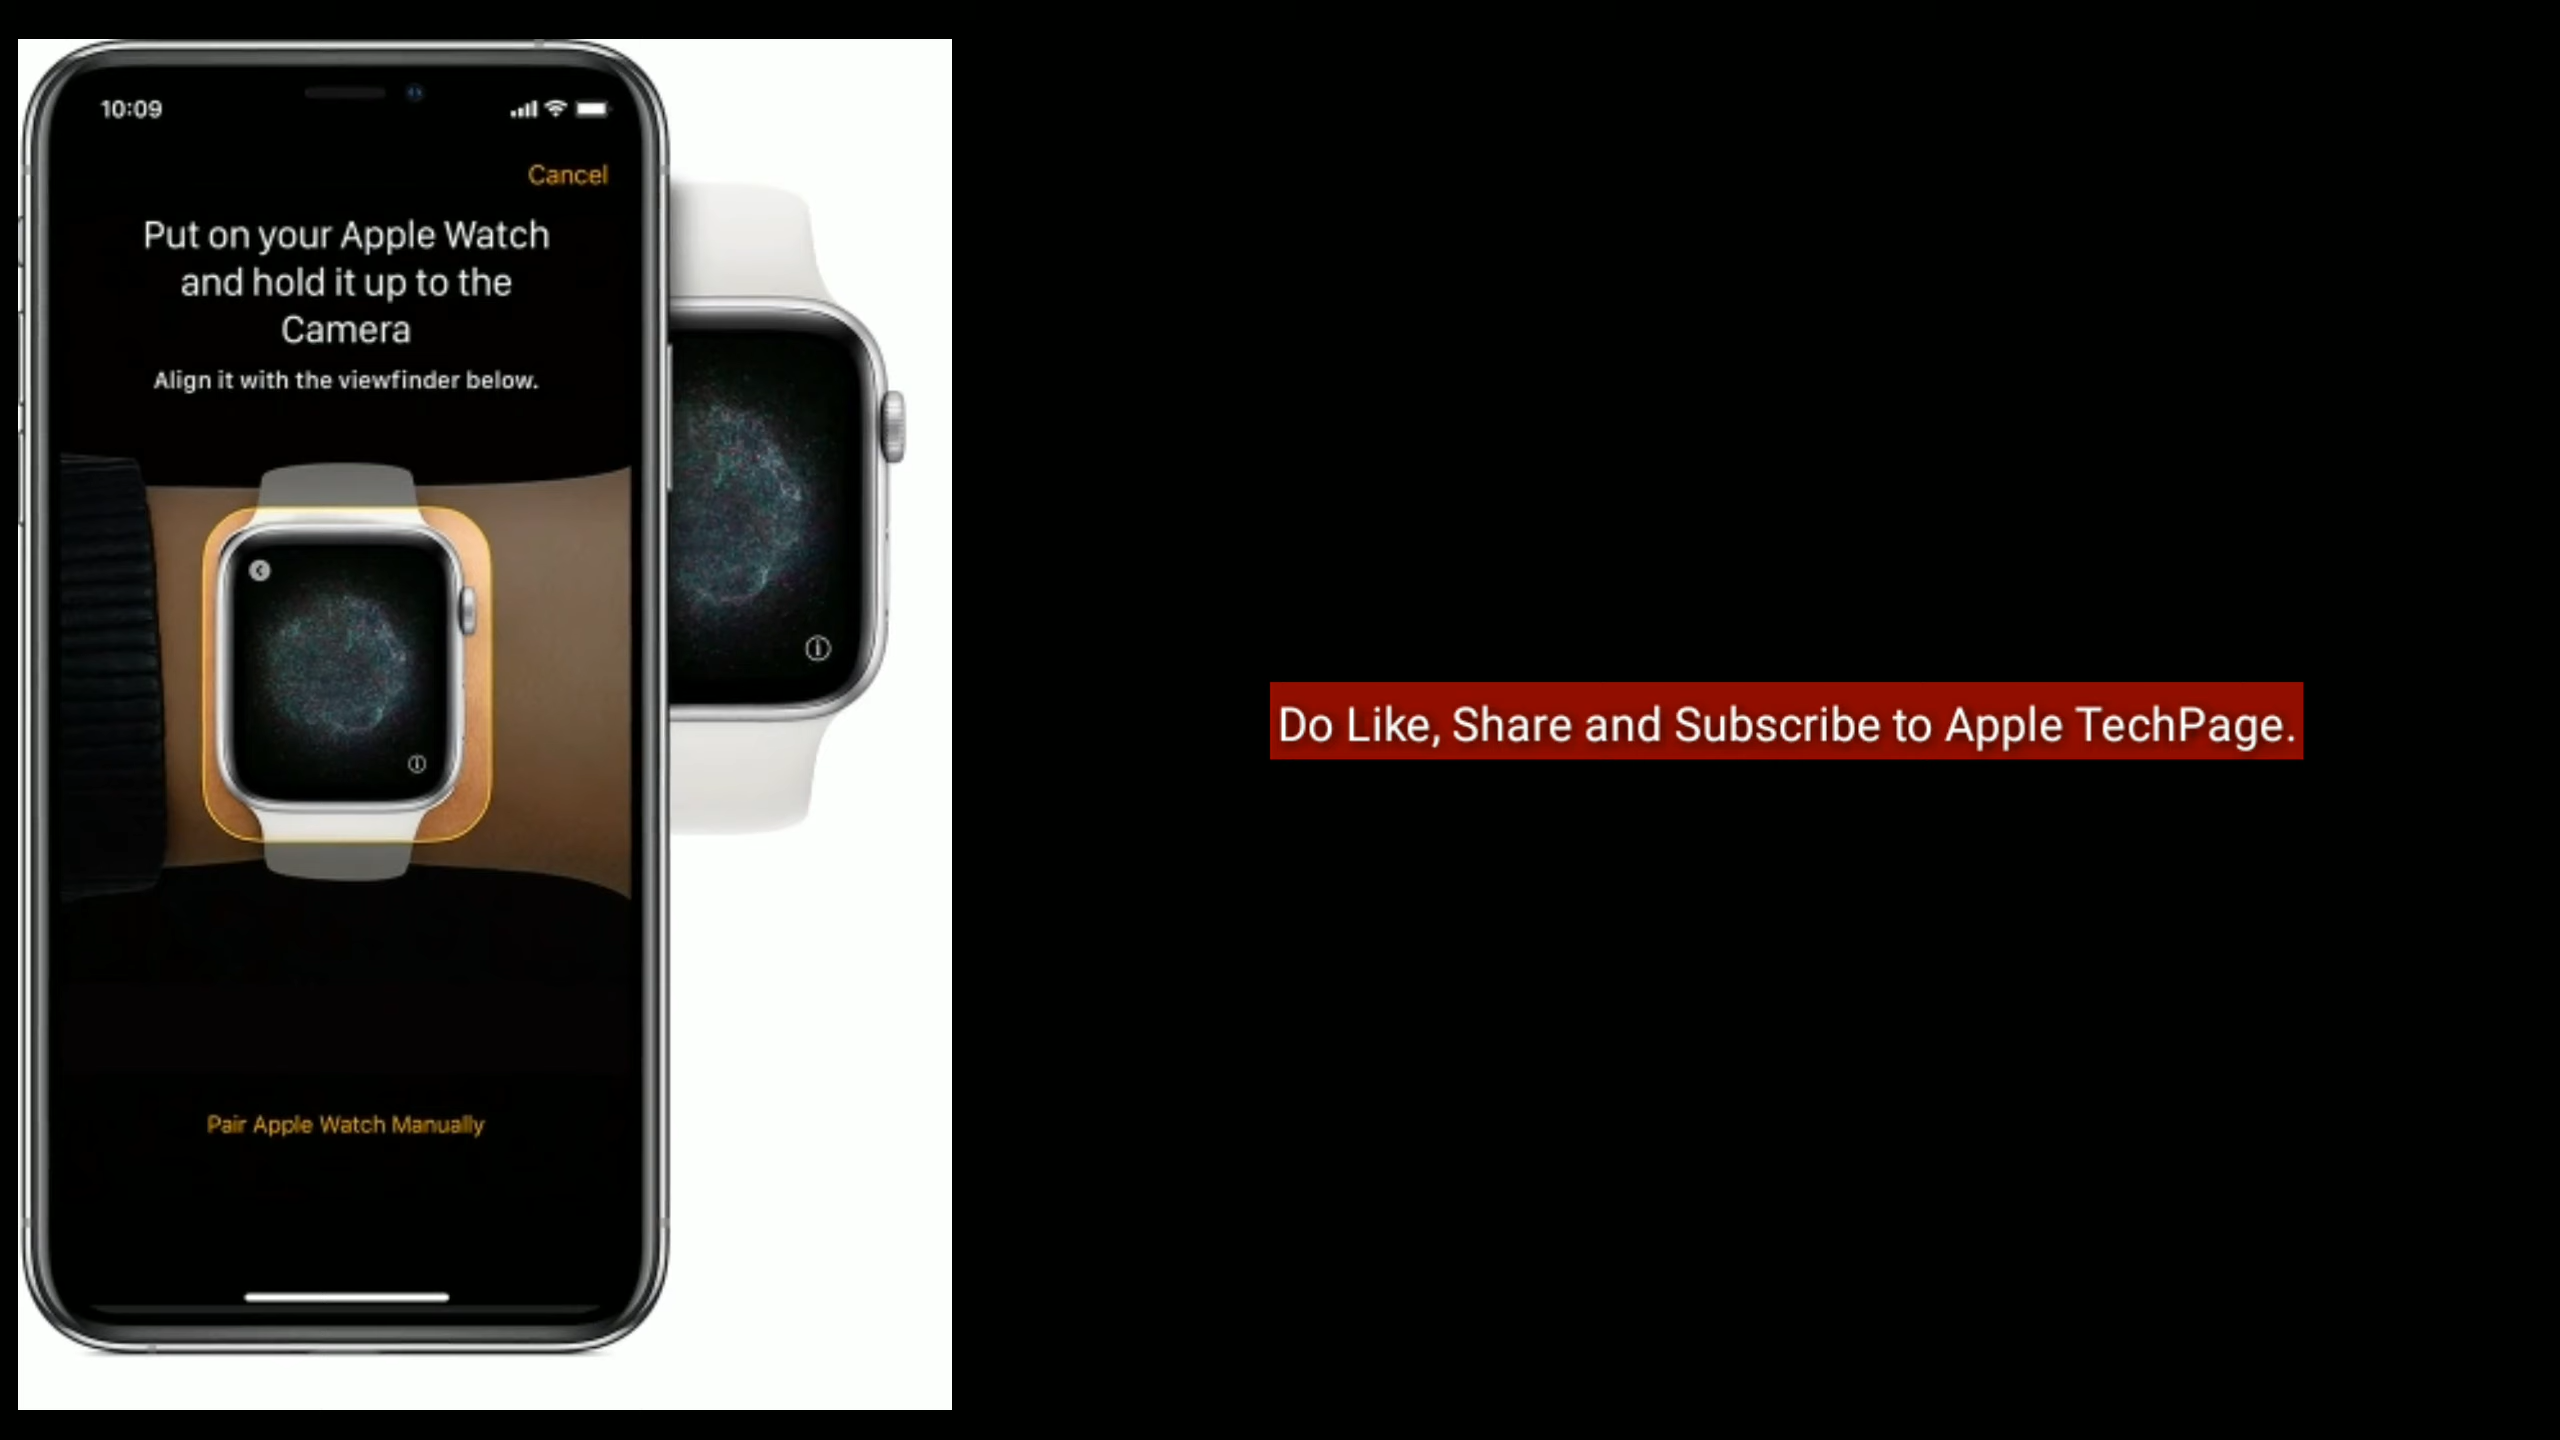 10:09
Cancel
Put on your Apple Watch
and hold it up to the
Camera
Align it with the viewfinder below.
Pair Apple Watch Manually
Do Like, Share and Subscribe to Apple TechPage.